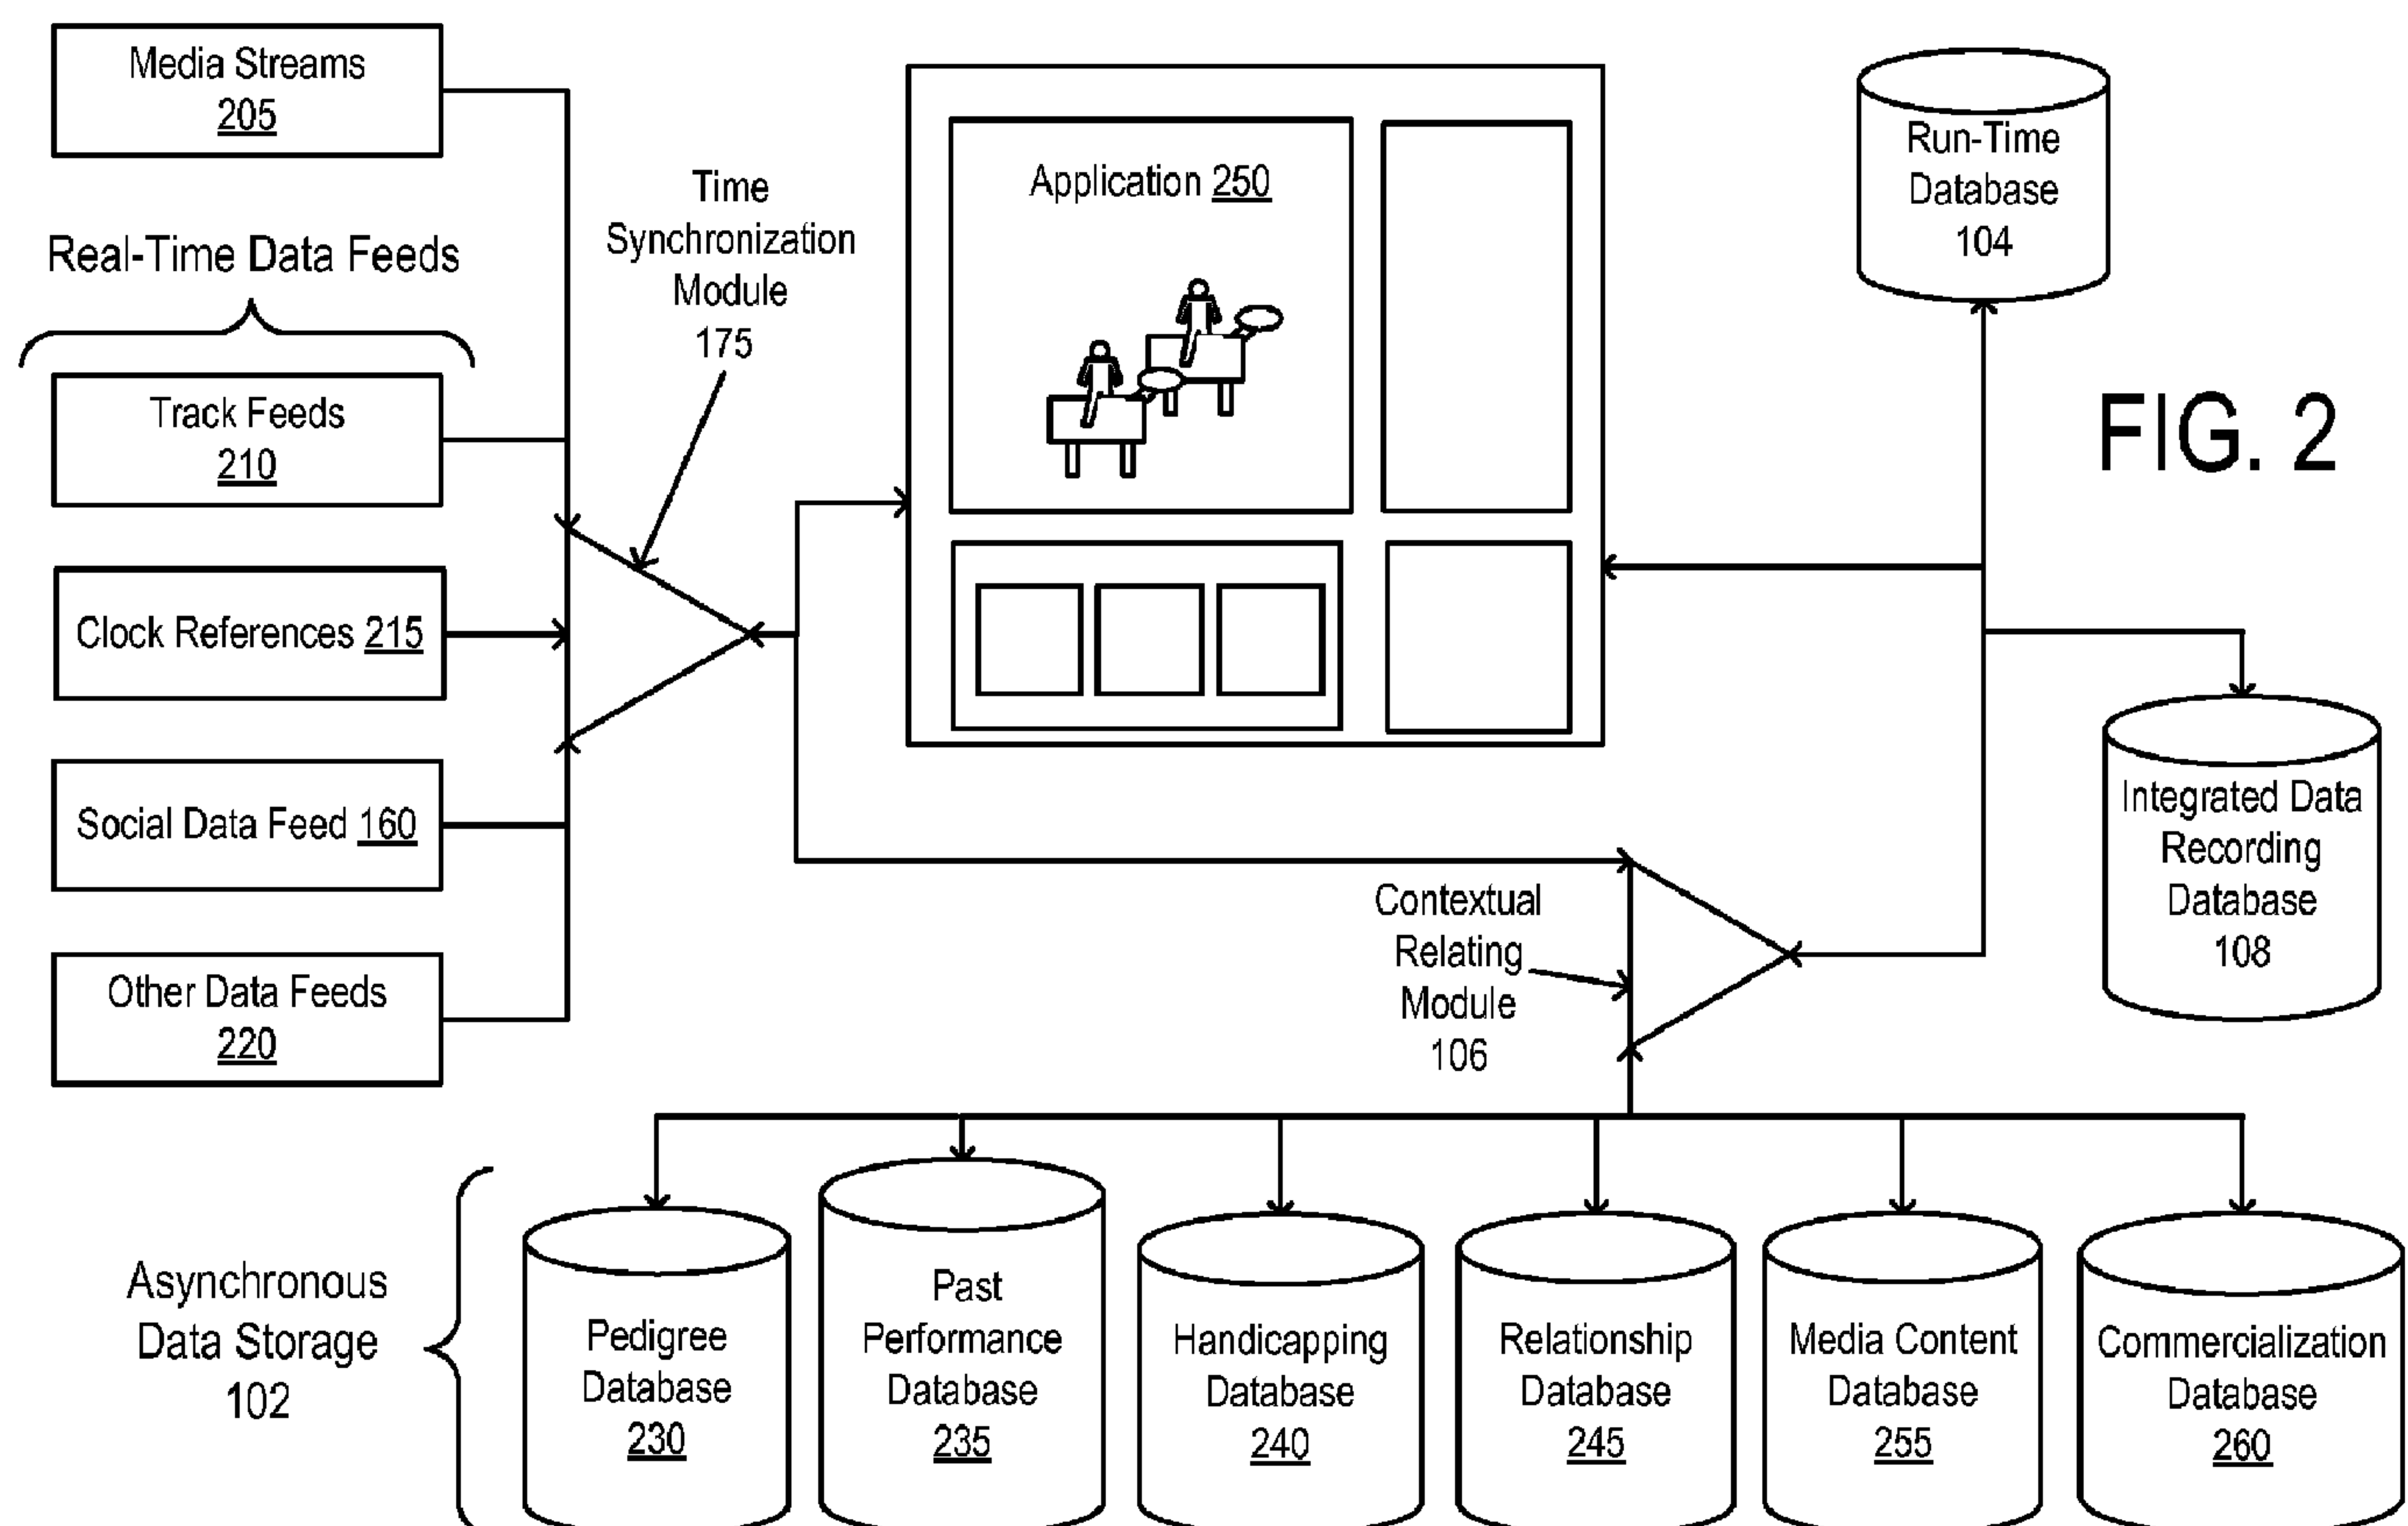 Media Streams
205
Real-Time Data Feeds
Track Feeds
210
Clock References 215
Social Data Feed 160
Other Data Feeds
220
Time
Synchronization
Module
175
Application 250
Run-Time
Database
104
FIG. 2
Integrated Data
Recording
Database
108
Contextual
Relating
Module
106
Asynchronous
Data Storage
102
Pedigree
Database
230
Past
Performance
Database
235
Handicapping
Database
240
Relationship
Database
245
Media Content
Database
255
Commercialization
Database
260